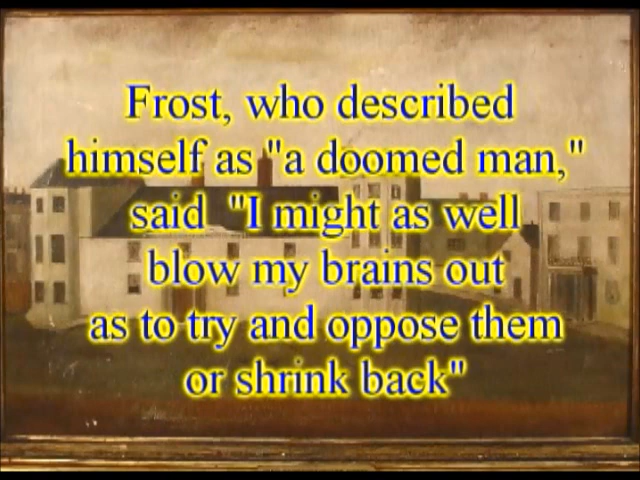 Frost, who described
himself as "a doomed man,"
said "I might as well
blow my brains out
as to try and oppose them
or shrink back"